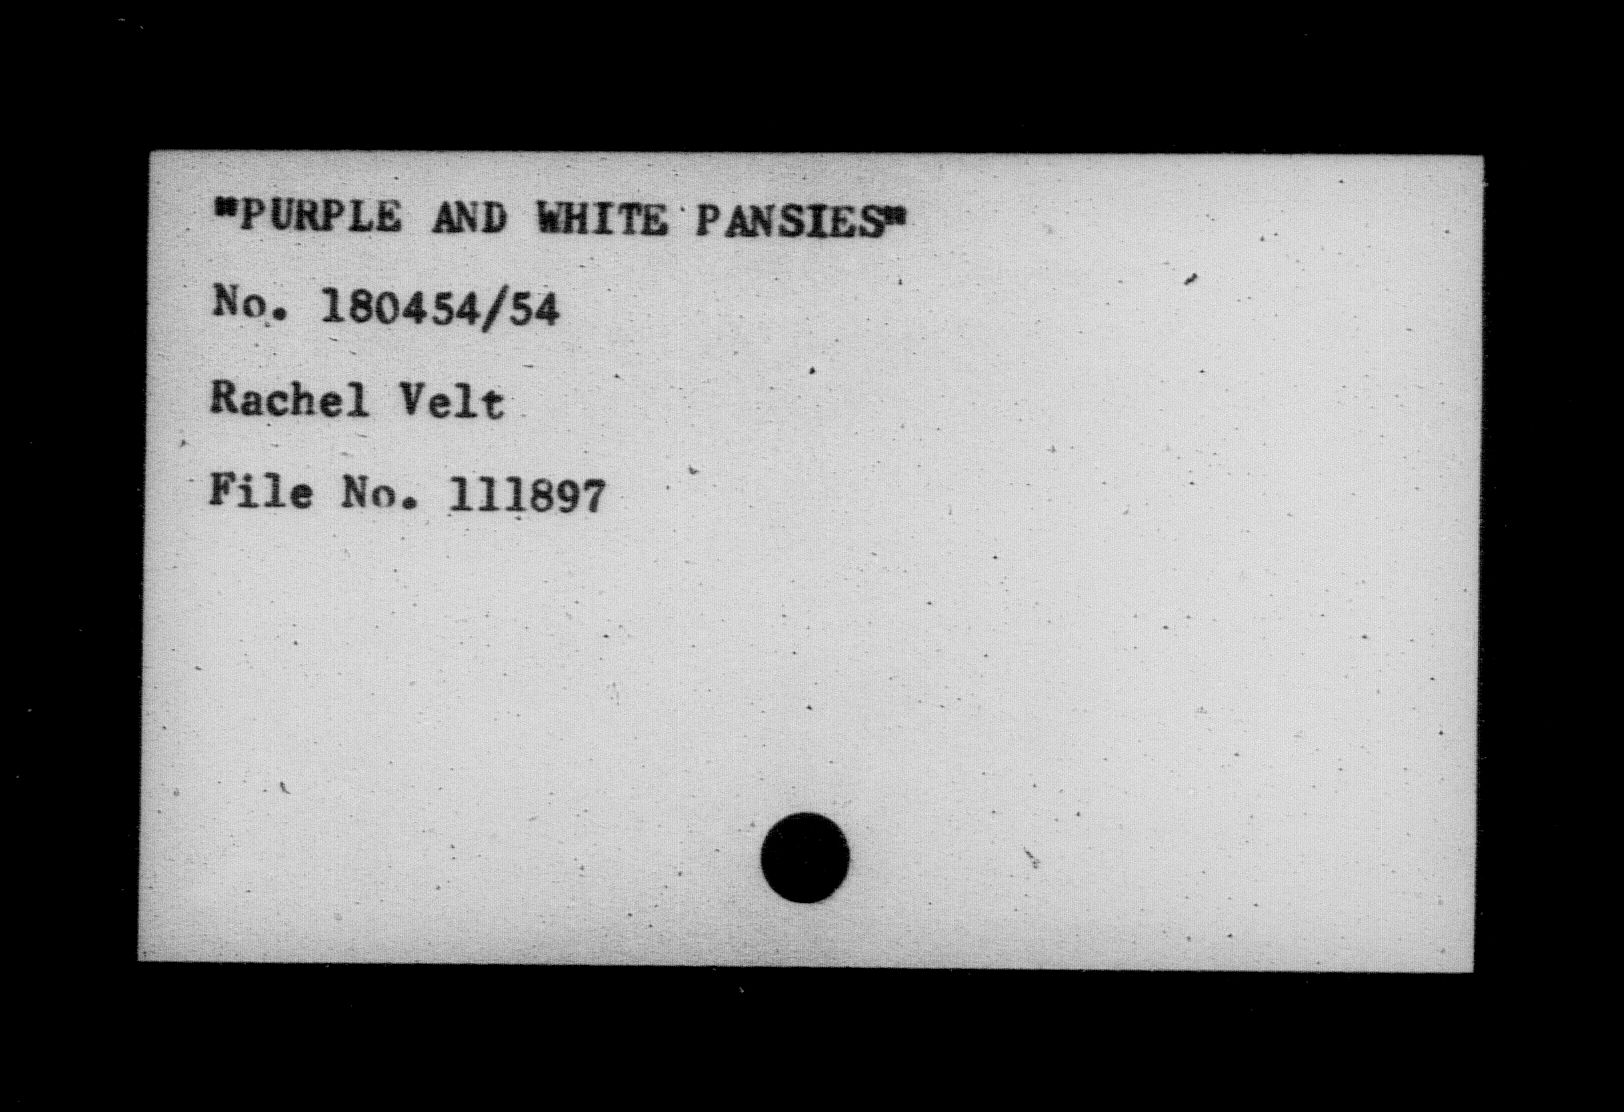 "PURPLE AND WHITE PANSIES"
No. 180454/54
Rachel Velt
File No. 111897